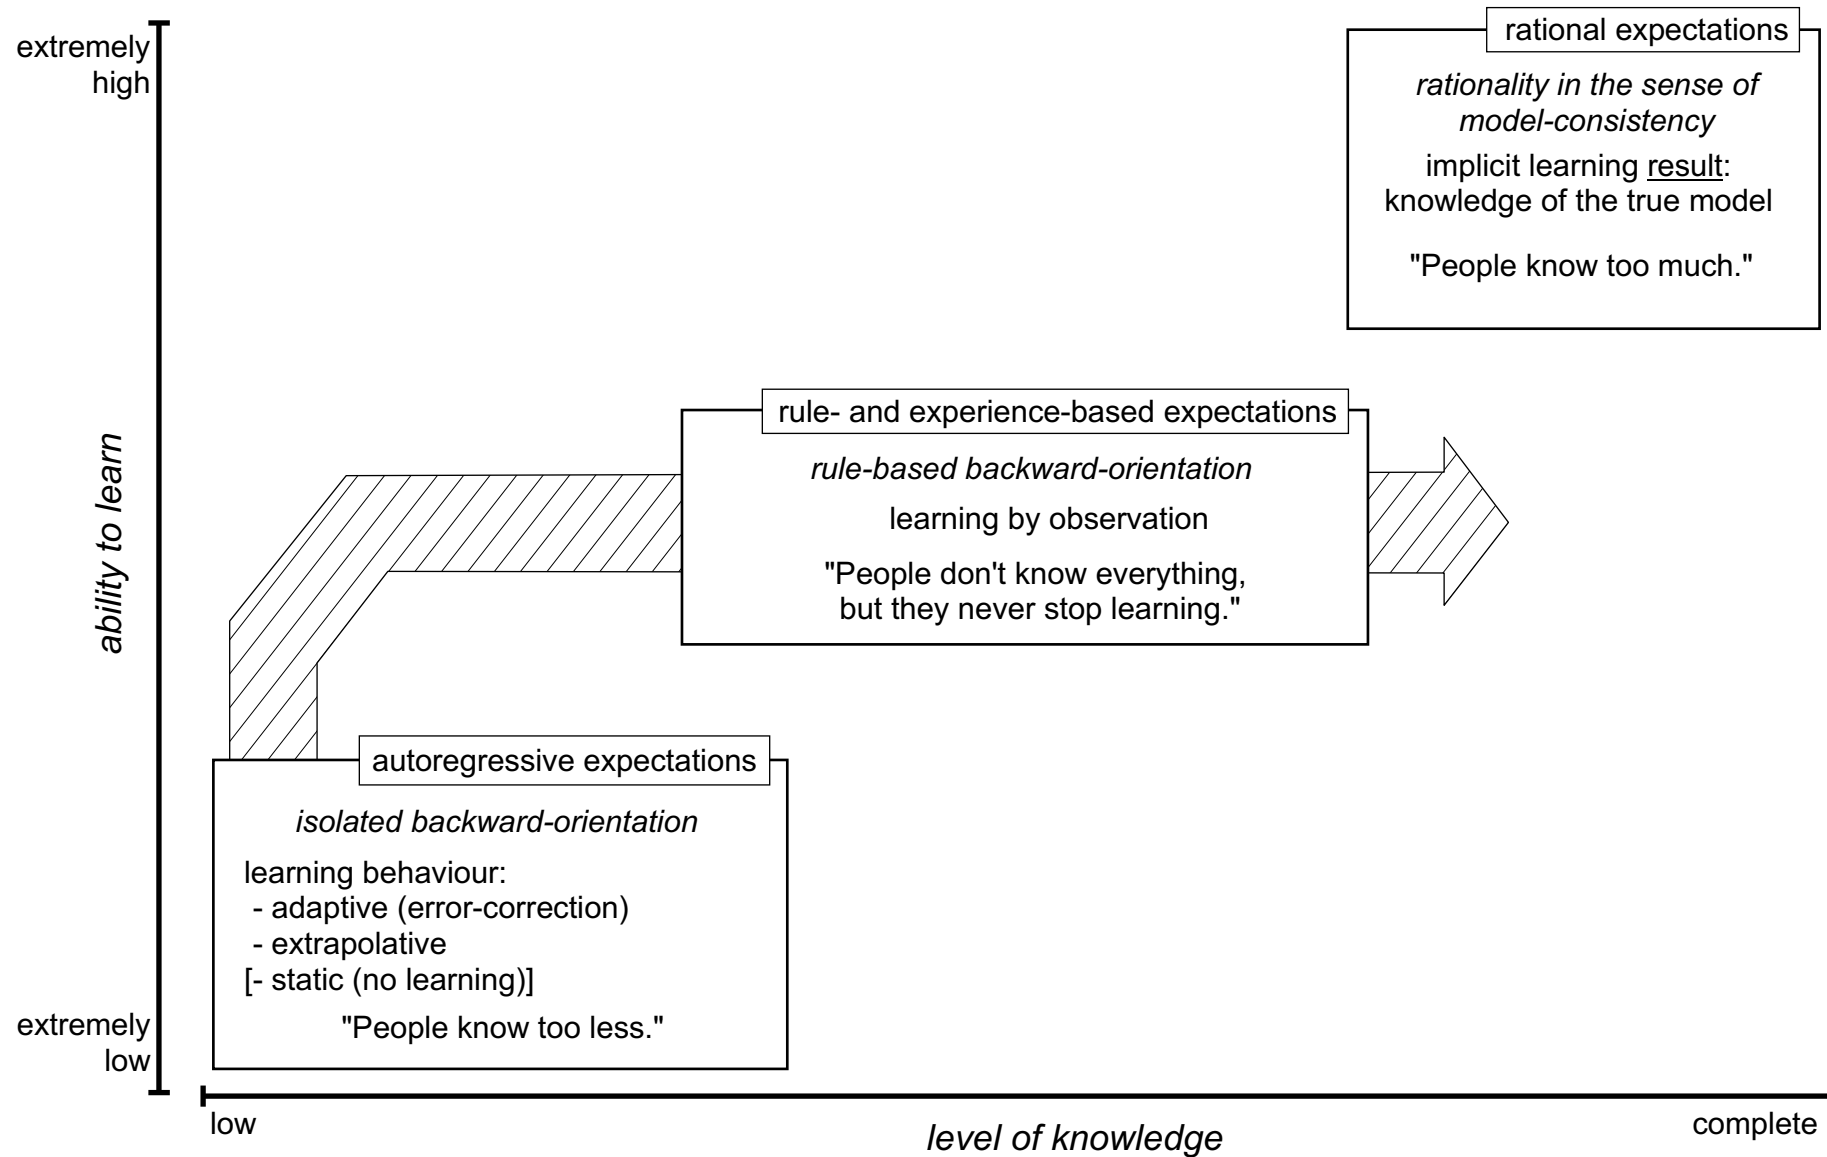 extremely
high
rational expectations
rationality in the sense of
model-consistency
implicit learning result:
knowledge of the true model
"People know too much."
ability to learn
rule- and experience-based expectations
rule-based backward-orientation
learning by observation
"People don't know everything,
but they never stop learning."
autoregressive expectations
isolated backward-orientation
learning behaviour:
- adaptive (error-correction)
- extrapolative
[- static (no learning)]
"People know too less."
extremely
low
low
level of knowledge
complete